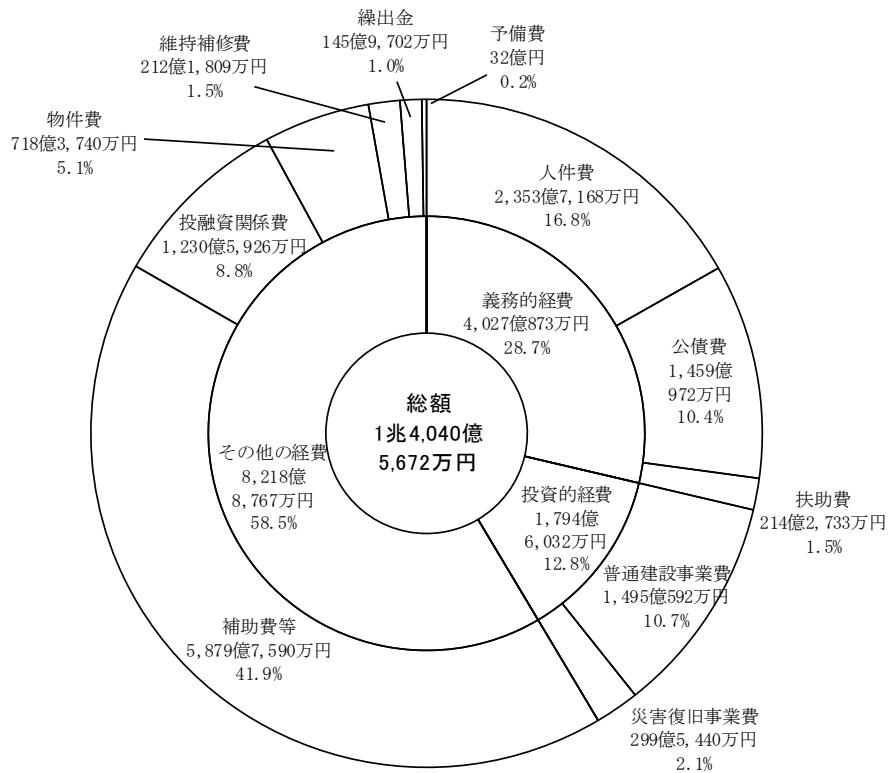 繰出金
145億9,702万円
1.0%
予備費
32億円
0.2%
維持補修費
212億1,809万円
1.5%
物件費
718億3,740万円
5.1%
人件費
2,353億7,168万円
16.8%
投融資関係費
1,230億5,926万円
8.8%
義務的経費
4,027億873万円
28.7%
公債費
1,459億
972万円
10.4%
総額
1兆4,040億
5,672万円
その他の経費
8,218億
8,767万円
58.5%
投資的経費
1,794億
6,032万円
12.8%
扶助費
214億2,733万円
1.5%
普通建設事業費
1,495億592万円
10.7%
補助費等
5,879億7,590万円
41.9%
災害復旧事業費
299億5,440万円
2.1%